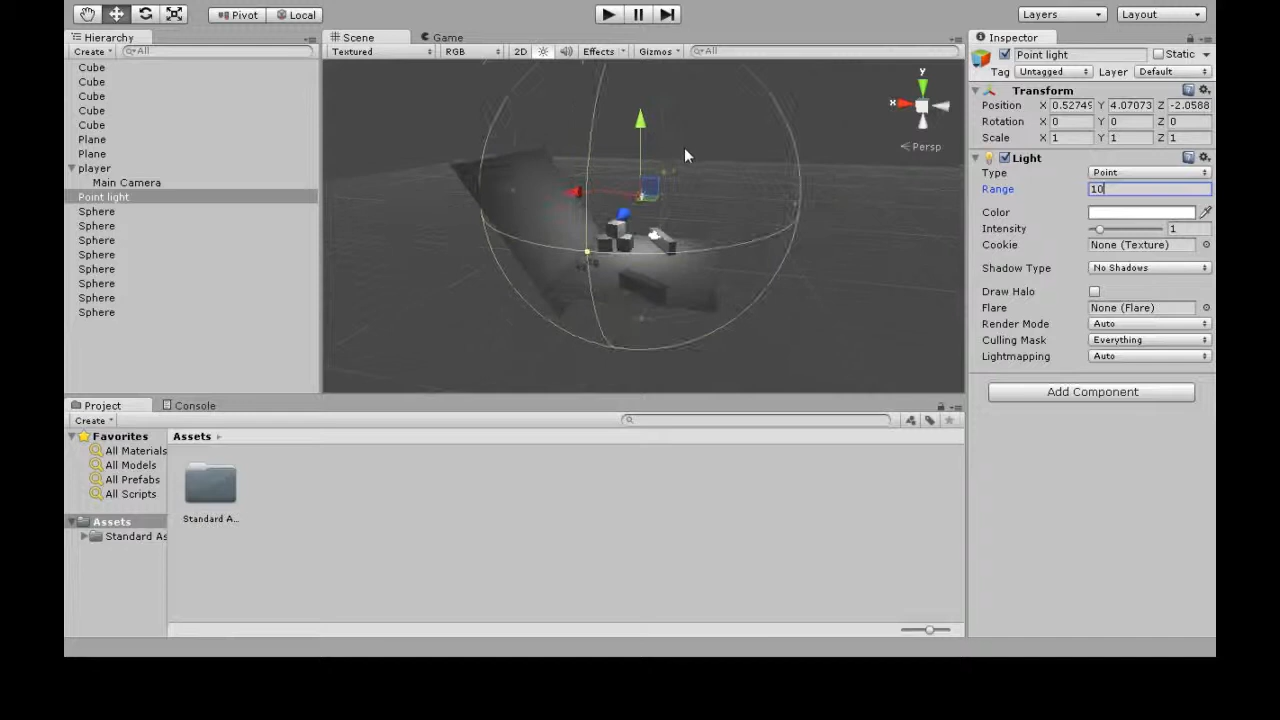 Pivot Local Layers Layout
Hierarchy
Create All
Cube
Cube
Cube
Cube
Cube
Plane
Plane
player
Main Camera
Point light
Sphere
Sphere
Sphere
Sphere
Sphere
Sphere
Sphere
Sphere
Scene Game
Textured RGB 2D Effects Gizmos All
y
x
Persp
Inspector
Point light Static
Tag Untagged Layer Default
Transform
Position X 0.52749 Y 4.07073 Z -2.0588
Rotation X 0 Y 0 Z 0
Scale X 1 Y 1 Z 1
Light
Type Point
Range 10
Color
Intensity 1
Cookie None (Texture)
Shadow Type No Shadows
Draw Halo
Flare None (Flare)
Render Mode Auto
Culling Mask Everything
Lightmapping Auto
Add Component
Project Console
Create
Favorites
All Materials
All Models
All Prefabs
All Scripts
Assets
Standard As
Assets
Standard A...